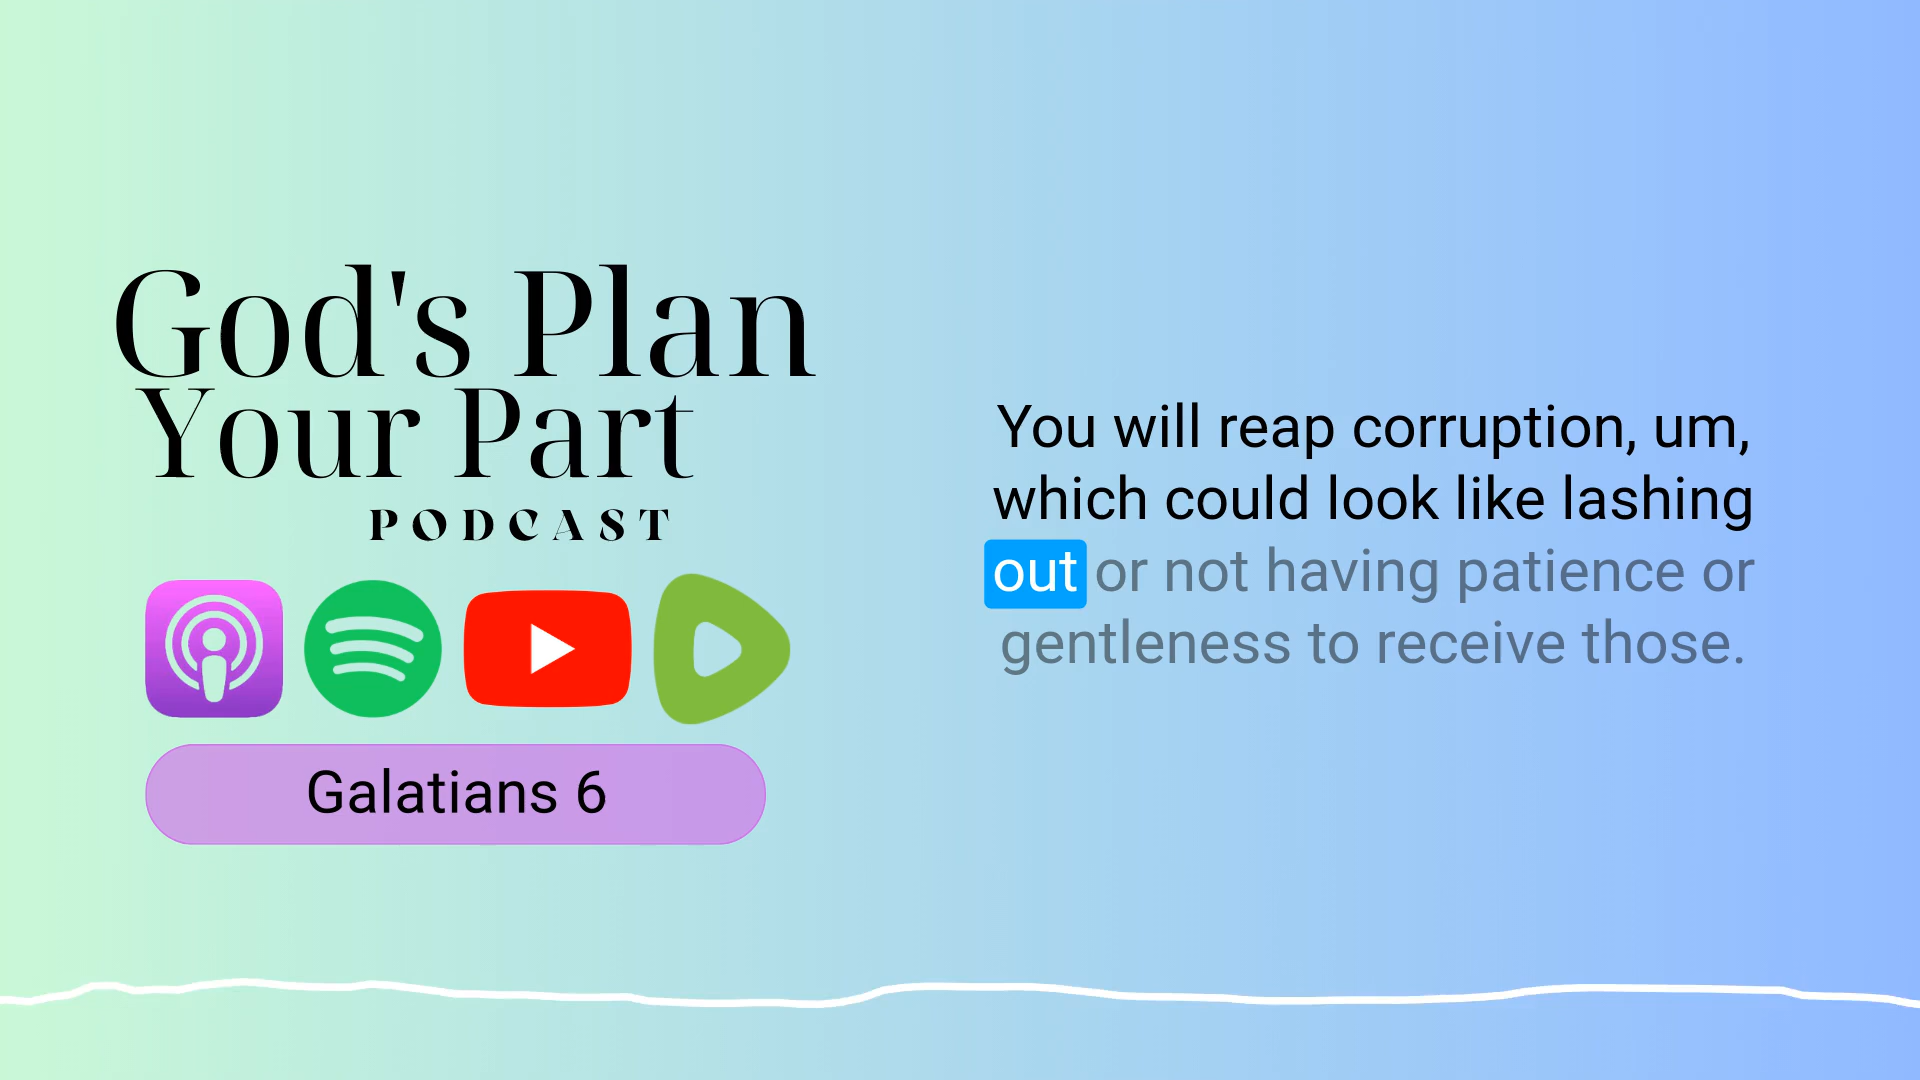 God's Plan
Your Part
PODCAST
Galatians 6
You will reap corruption, um,
which could look like lashing
out or not having patience or
gentleness to receive those.